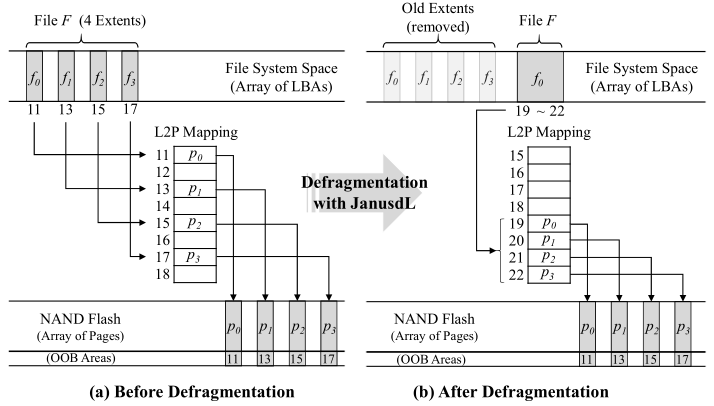 File F (4 Extents)
f0 f1 f2 f3
File System Space
(Array of LBAs)
11 13 15 17
L2P Mapping
11 p0
12
13 p1
14
15 p2
16
17 p3
18
NAND Flash
(Array of Pages)
p0 p1 p2 p3
(OOB Areas)
11 13 15 17
(a) Before Defragmentation
Defragmentation
with JanusdL
Old Extents
(removed)
File F
f0 f1 f2 f3 f0
File System Space
(Array of LBAs)
19 ~ 22
L2P Mapping
15
16
17
18
19 p0
20 p1
21 p2
22 p3
NAND Flash
(Array of Pages)
p0 p1 p2 p3
(OOB Areas)
11 13 15 17
(b) After Defragmentation